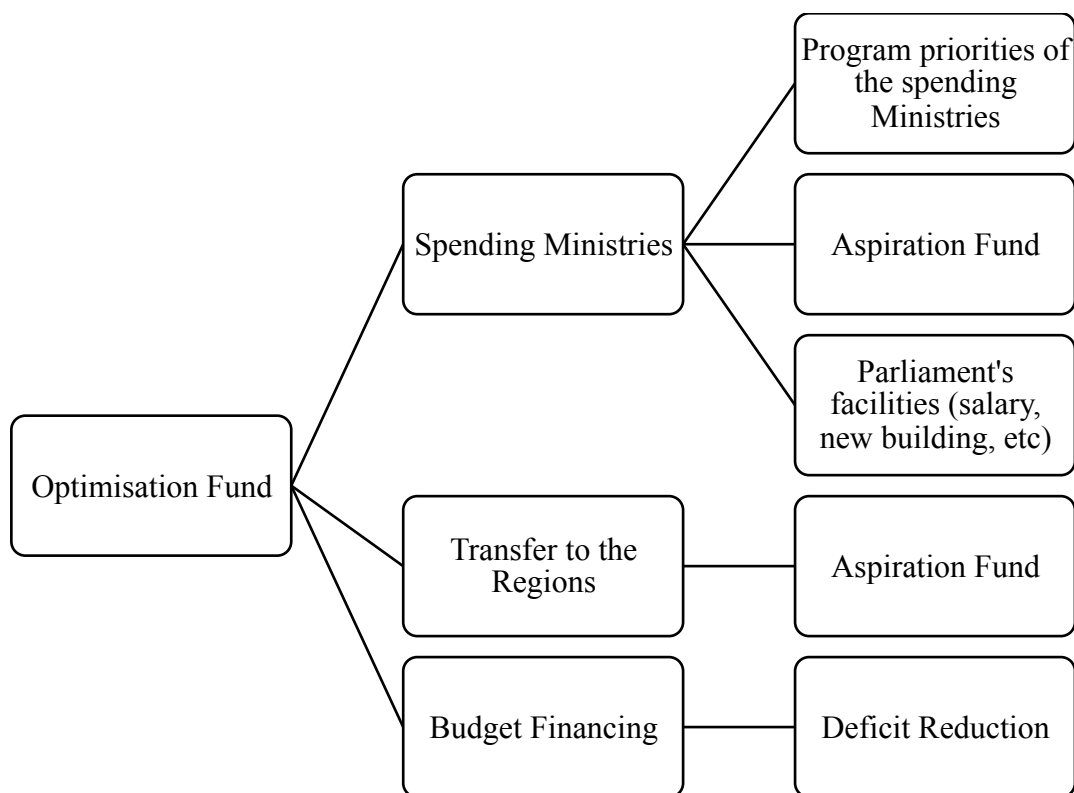 Program priorities of
the spending
Ministries
Spending Ministries
Aspiration Fund
Parliament's
facilities (salary,
new building, etc)
Optimisation Fund
Transfer to the
Regions
Aspiration Fund
Budget Financing
Deficit Reduction